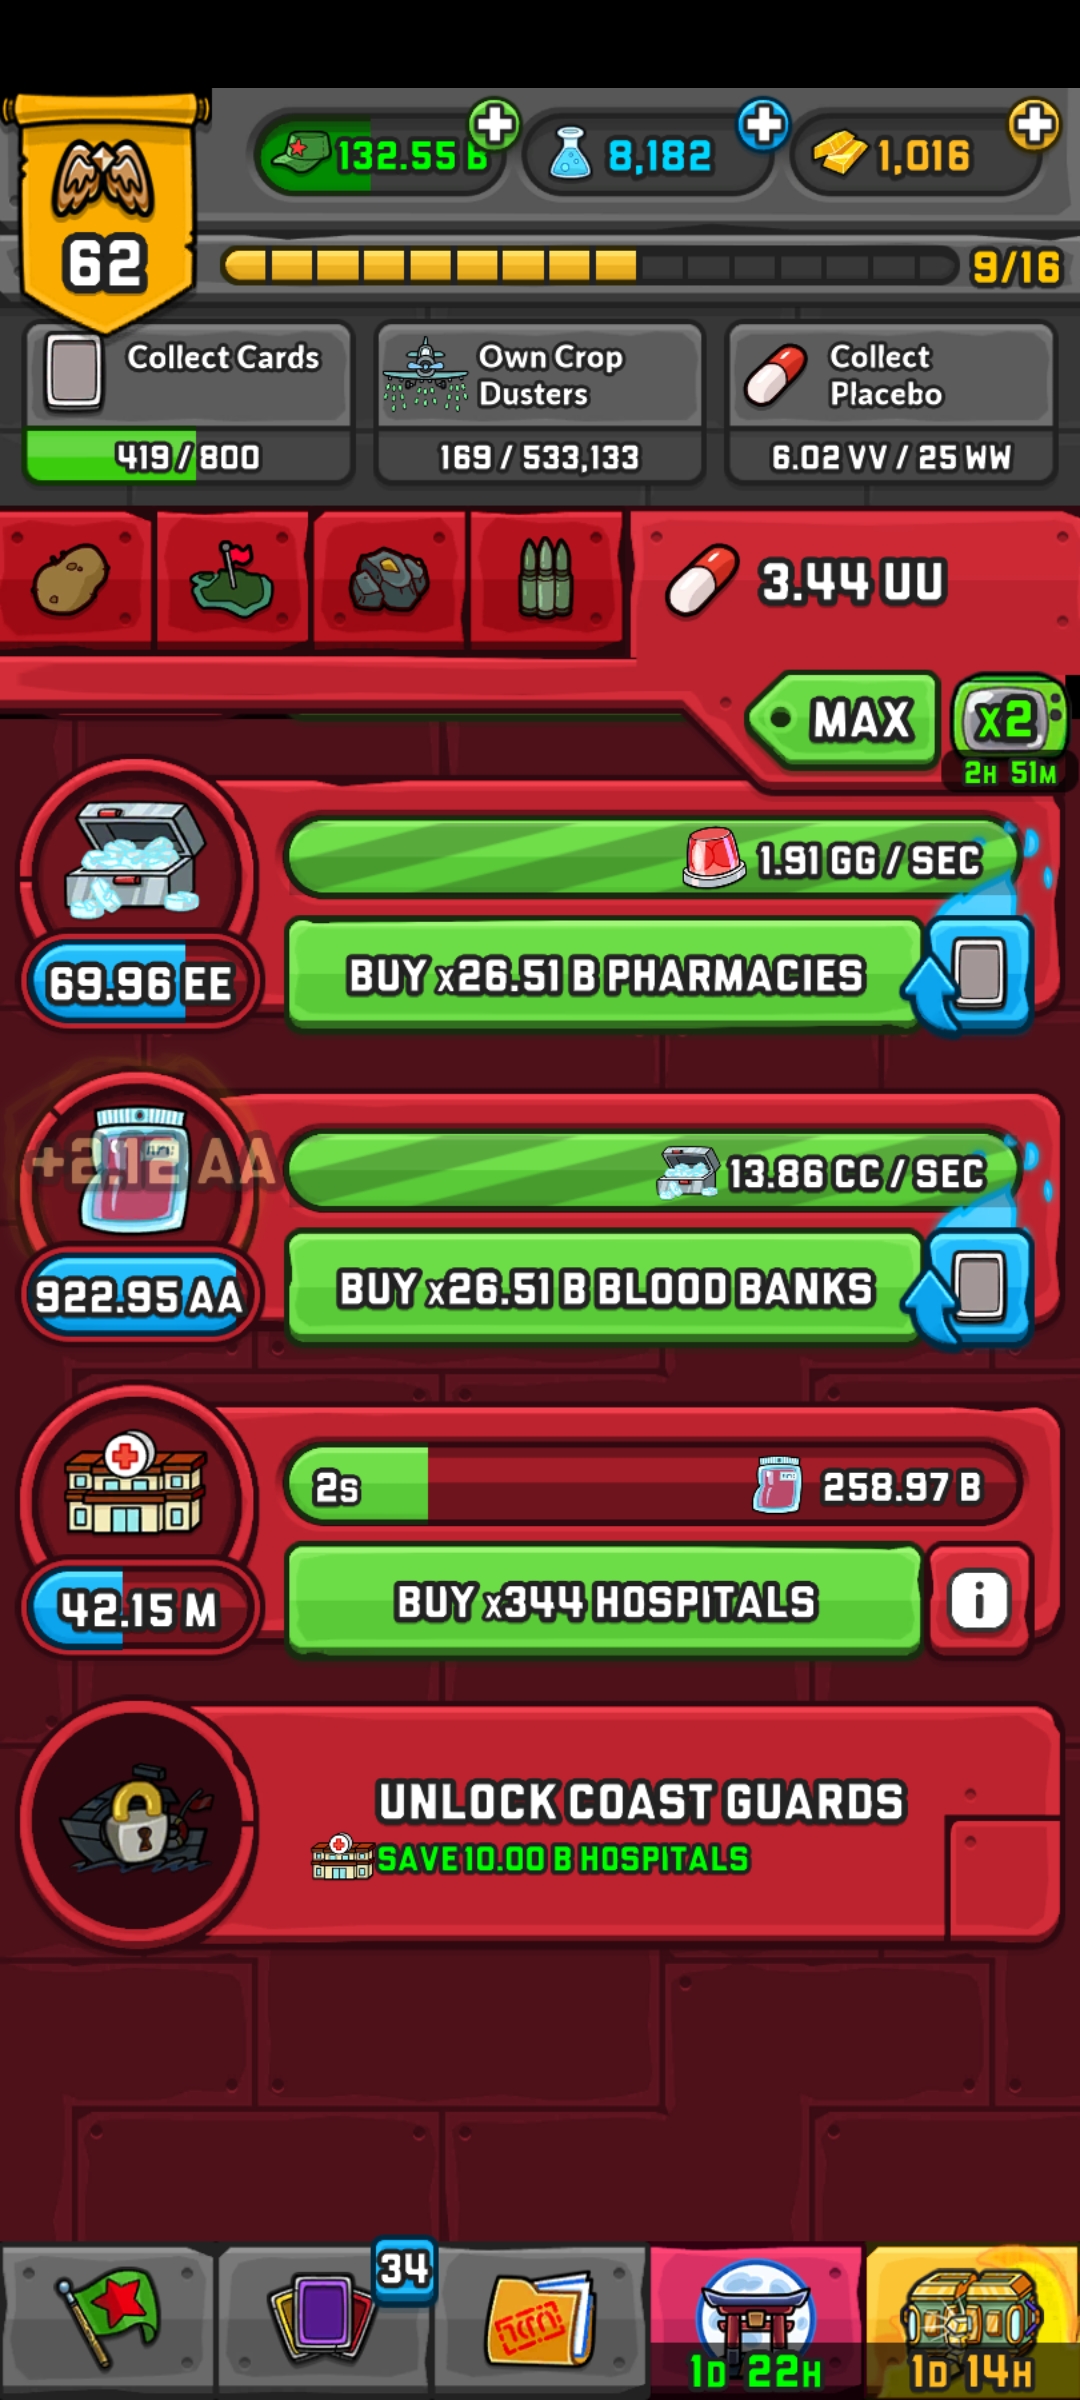 132.55 B
8,182
1,016
62
9/16
Collect Cards
419 / 800
Own Crop
Dusters
169 / 533,133
Collect
Placebo
6.02 VV / 25 WW
3.44 UU
MAX
x2
2H 51M
1.91 GG / SEC
69.96 EE
BUY x26.51 B PHARMACIES
+2.12 AA
13.86 CC / SEC
922.95 AA
BUY x26.51 B BLOOD BANKS
2s
258.97 B
42.15 M
BUY x344 HOSPITALS
i
UNLOCK COAST GUARDS
SAVE 10.00 B HOSPITALS
34
1D 22H
1D 14H